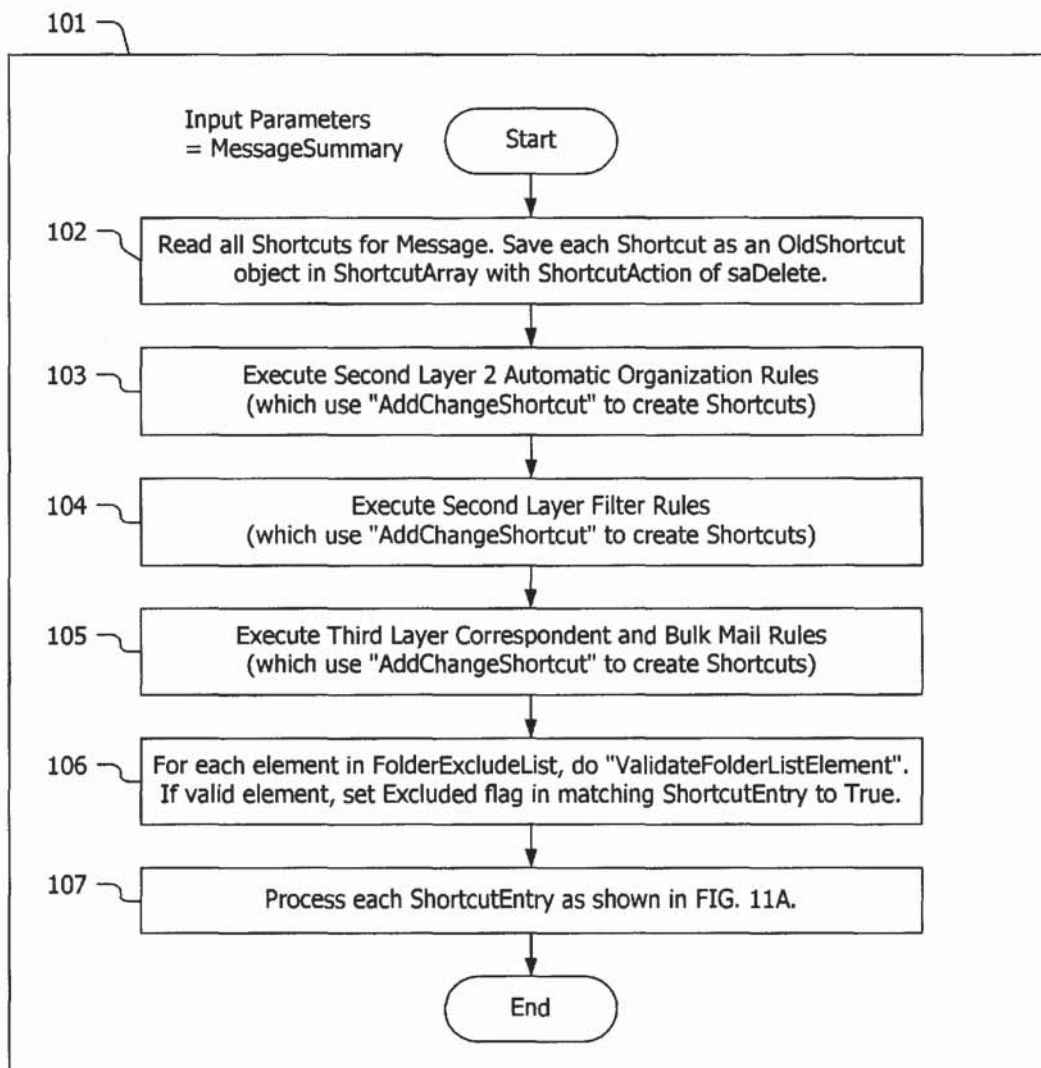 101
Input Parameters
= MessageSummary
Start
102
Read all Shortcuts for Message. Save each Shortcut as an OldShortcut
object in ShortcutArray with ShortcutAction of saDelete.
103
Execute Second Layer 2 Automatic Organization Rules
(which use "AddChangeShortcut" to create Shortcuts)
104
Execute Second Layer Filter Rules
(which use "AddChangeShortcut" to create Shortcuts)
105
Execute Third Layer Correspondent and Bulk Mail Rules
(which use "AddChangeShortcut" to create Shortcuts)
106
For each element in FolderExcludeList, do "ValidateFolderListElement".
If valid element, set Excluded flag in matching ShortcutEntry to True.
107
Process each ShortcutEntry as shown in FIG. 11A.
End